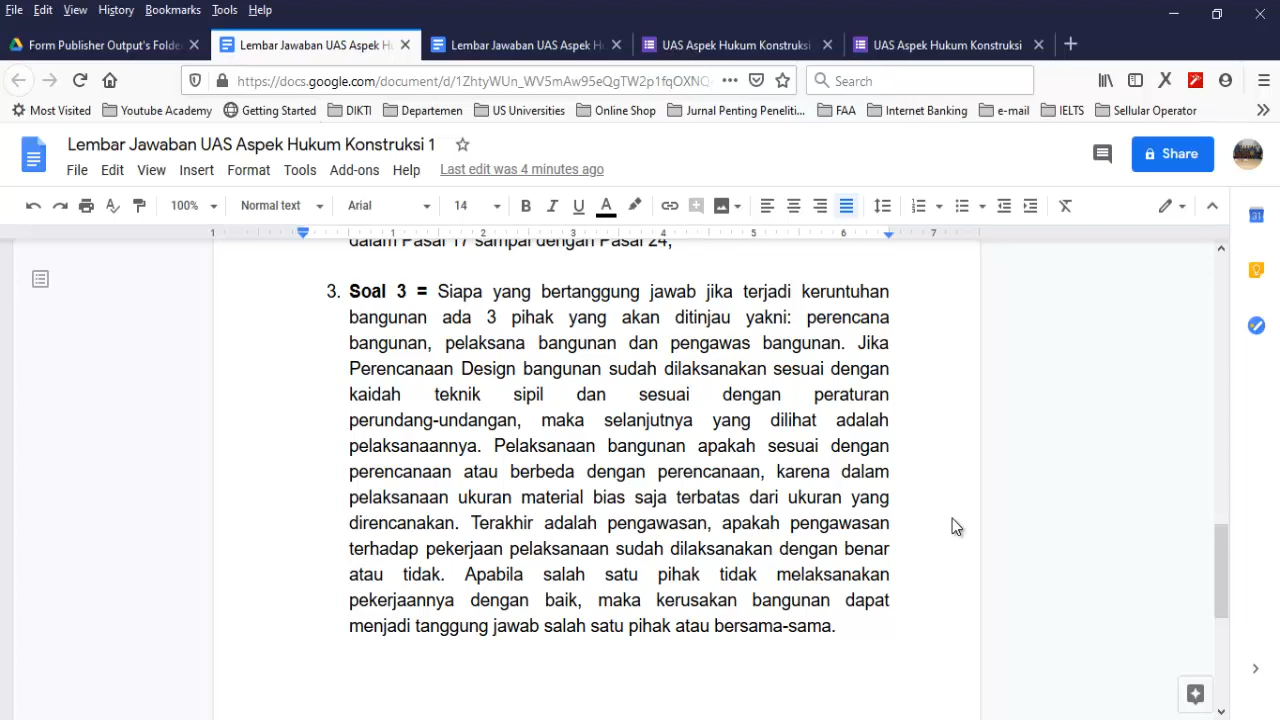 File Edit View History Bookmarks Tools Help
Form Publisher Output's Folde
Lembar Jawaban UAS Aspek H
Lembar Jawaban UAS Aspek H
UAS Aspek Hukum Konstruksi
UAS Aspek Hukum Konstruksi
https://docs.google.com/document/d/1ZhtyWUn_WV5mAw95eQgTW2p1fqOXNQ
Search
Most Visited Youtube Academy Getting Started DIKTI Departemen US Universities Online Shop Jurnal Penting Peneliti... FAA Internet Banking e-mail IELTS Sellular Operator
Lembar Jawaban UAS Aspek Hukum Konstruksi 1
Share
File Edit View Insert Format Tools Add-ons Help Last edit was 4 minutes ago
100% Normal text Arial 14 B I U A
1 1 2 3 4 5 6 7
31
dalam Pasal 17 sampai dengan Pasal 24;
3. Soal 3 = Siapa yang bertanggung jawab jika terjadi keruntuhan
bangunan ada 3 pihak yang akan ditinjau yakni: perencana
bangunan, pelaksana bangunan dan pengawas bangunan. Jika
Perencanaan Design bangunan sudah dilaksanakan sesuai dengan
kaidah teknik sipil dan sesuai dengan peraturan
perundang-undangan, maka selanjutnya yang dilihat adalah
pelaksanaannya. Pelaksanaan bangunan apakah sesuai dengan
perencanaan atau berbeda dengan perencanaan, karena dalam
pelaksanaan ukuran material bias saja terbatas dari ukuran yang
direncanakan. Terakhir adalah pengawasan, apakah pengawasan
terhadap pekerjaan pelaksanaan sudah dilaksanakan dengan benar
atau tidak. Apabila salah satu pihak tidak melaksanakan
pekerjaannya dengan baik, maka kerusakan bangunan dapat
menjadi tanggung jawab salah satu pihak atau bersama-sama.